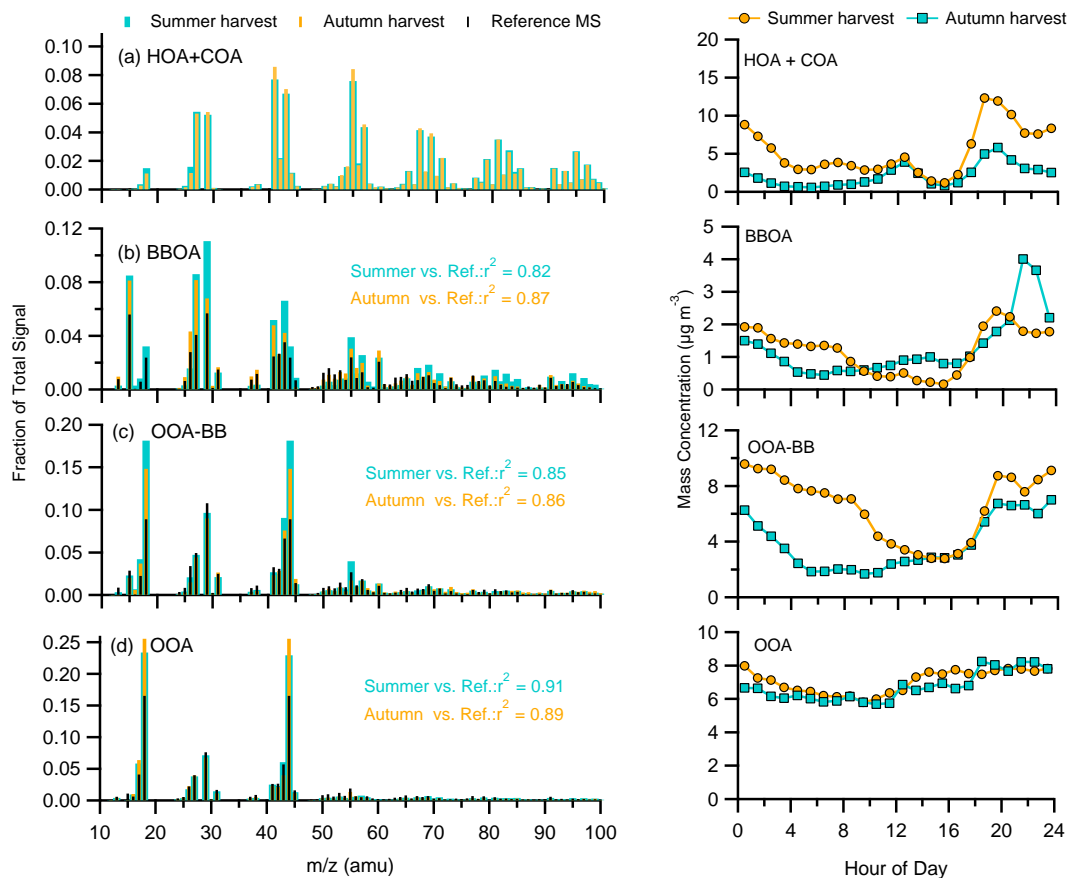 Summer harvest Autumn harvest Reference MS
(a) HOA+COA
0.10
0.08
0.06
0.04
0.02
0.00
(b) BBOA
0.12
0.08
0.04
0.00
Summer vs. Ref.:r² = 0.82
Autumn vs. Ref.:r² = 0.87
(c) OOA-BB
0.20
0.15
0.10
0.05
0.00
Summer vs. Ref.:r² = 0.85
Autumn vs. Ref.:r² = 0.86
(d) OOA
0.25
0.20
0.15
0.10
0.05
0.00
Summer vs. Ref.:r² = 0.91
Autumn vs. Ref.:r² = 0.89
10 20 30 40 50 60 70 80 90 100
m/z (amu)
Fraction of Total Signal
Summer harvest Autumn harvest
HOA + COA
20
15
10
5
0
BBOA
5
4
3
2
1
0
OOA-BB
12
9
6
3
0
OOA
10
8
6
4
2
0
0 4 8 12 16 20 24
Hour of Day
Mass Concentration (µg m⁻³)